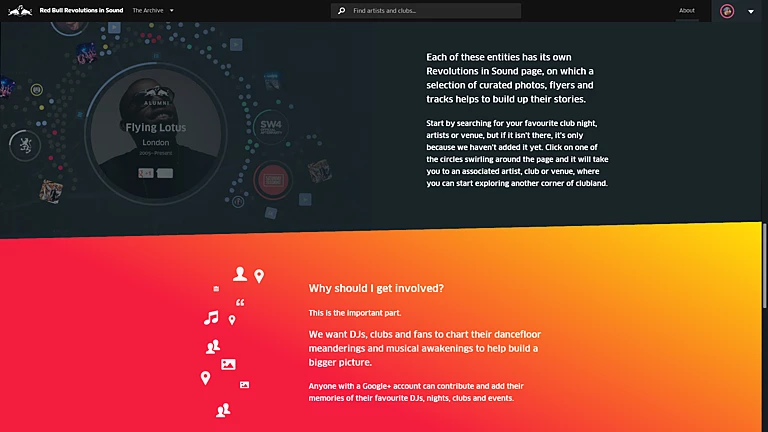 Red Bull Revolutions in Sound
The Archive
Find artists and clubs...
About
ALUMNI
Flying Lotus
London
2009–Present
SW4
Each of these entities has its own
Revolutions in Sound page, on which a
selection of curated photos, flyers and
tracks helps to build up their stories.
Start by searching for your favourite club night,
artists or venue, but if it isn't there, it's only
because we haven't added it yet. Click on one of
the circles swirling around the page and it will take
you to an associated artist, club or venue, where
you can start exploring another corner of clubland.
Why should I get involved?
This is the important part.
We want DJs, clubs and fans to chart their dancefloor
meanderings and musical awakenings to help build a
bigger picture.
Anyone with a Google+ account can contribute and add their
memories of their favourite DJs, nights, clubs and events.